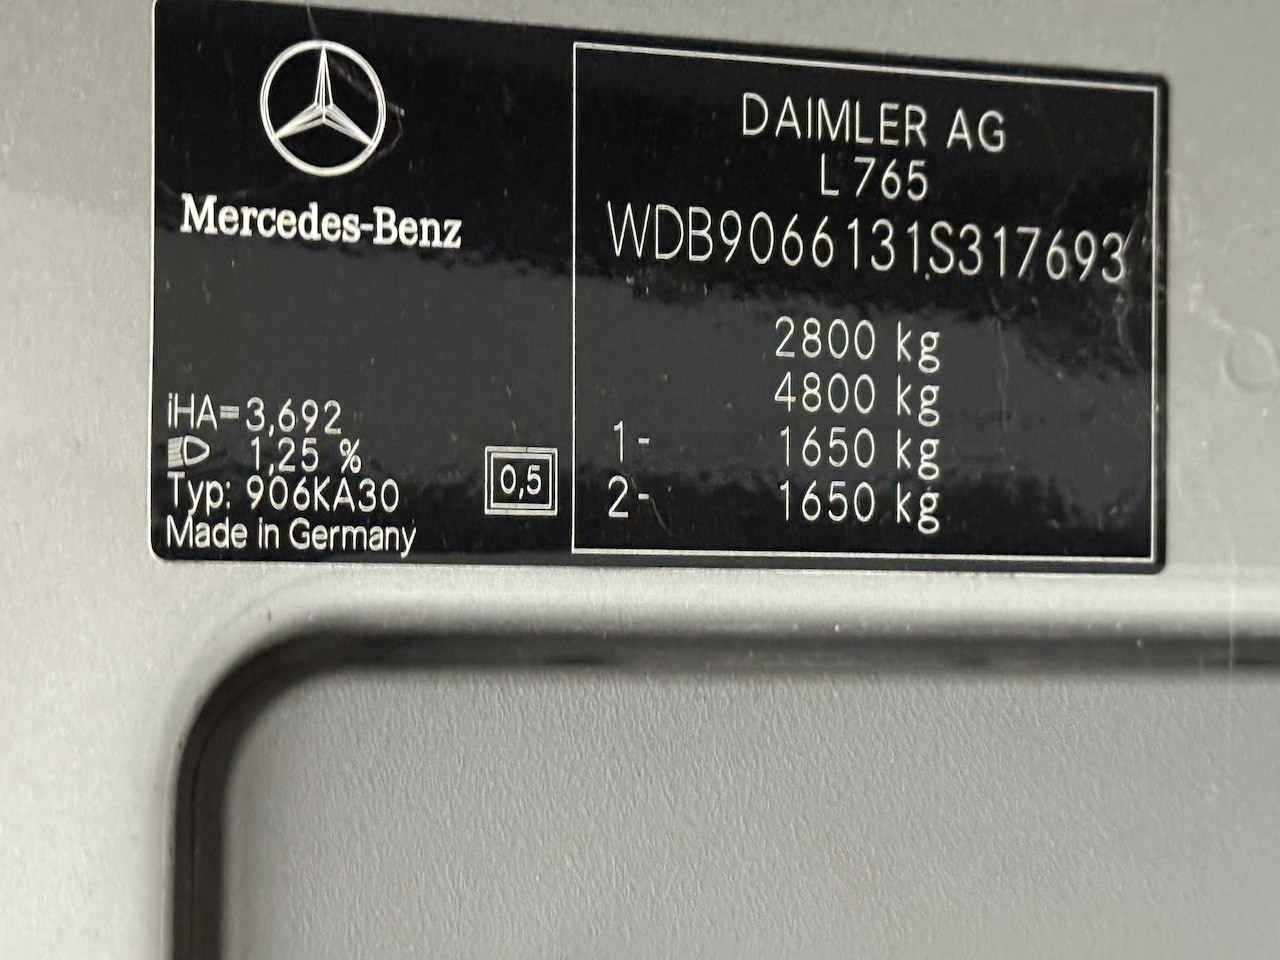 Mercedes-Benz
iHA=3,692
1,25 %
Typ: 906KA30
Made in Germany
0,5
DAIMLER AG
L 765
WDB9066131S317693
2800 kg
4800 kg
1- 1650 kg
2- 1650 kg